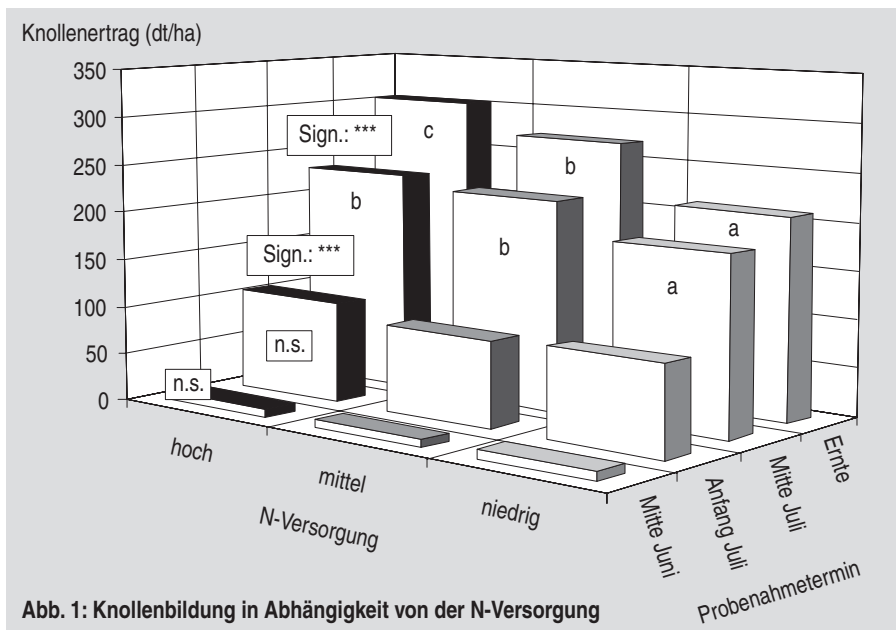 Knollenertrag (dt/ha)
350
300
250
200
150
100
50
0
Sign.: ***
c
b
a
Sign.: ***
b
b
a
n.s.
n.s.
hoch
mittel
niedrig
N-Versorgung
Mitte Juni
Anfang Juli
Mitte Juli
Ernte
Probenahmetermin
Abb. 1: Knollenbildung in Abhängigkeit von der N-Versorgung